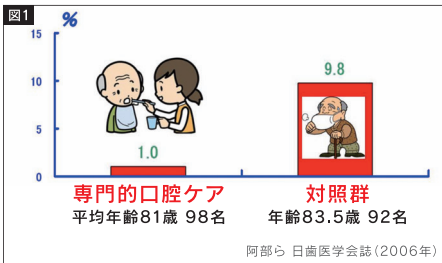 図1
%
15
10
5
0
1.0
9.8
専門的口腔ケア
平均年齢81歳 98名
対照群
年齢83.5歳 92名
阿部ら 日歯医学会誌(2006年)